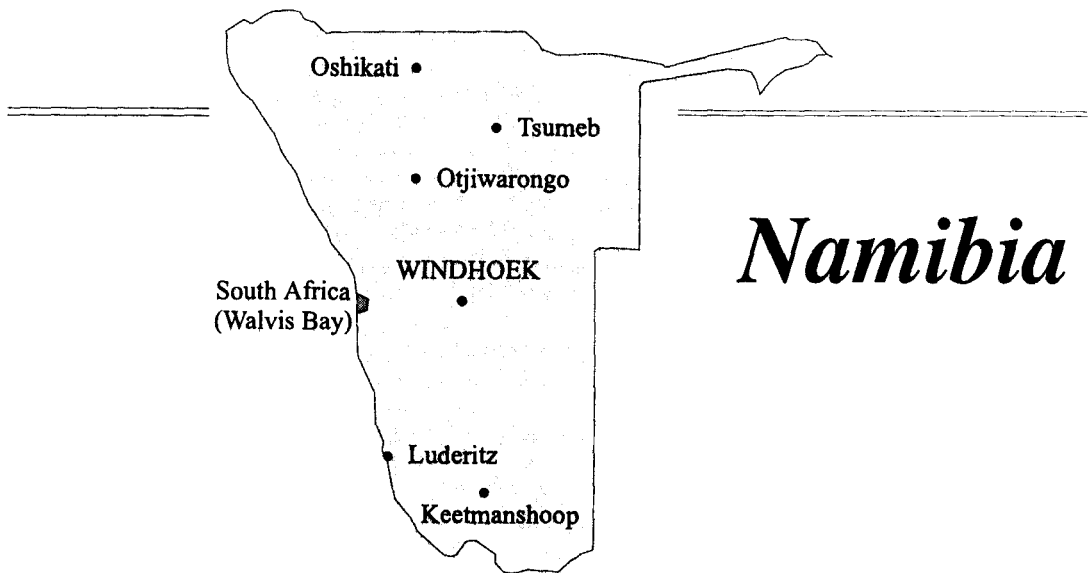 Oshikati
Tsumeb
Otjiwarongo
Namibia
WINDHOEK
South Africa
(Walvis Bay)
Luderitz
Keetmanshoop